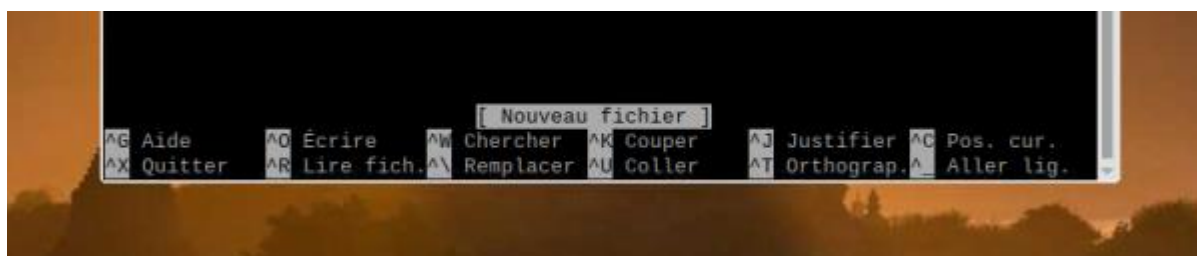 [ Nouveau fichier ]
^G Aide ^O Écrire ^W Chercher ^K Couper ^J Justifier ^C Pos. cur.
^X Quitter ^R Lire fich. ^\ Remplacer ^U Coller ^T Orthograp. ^_ Aller lig.